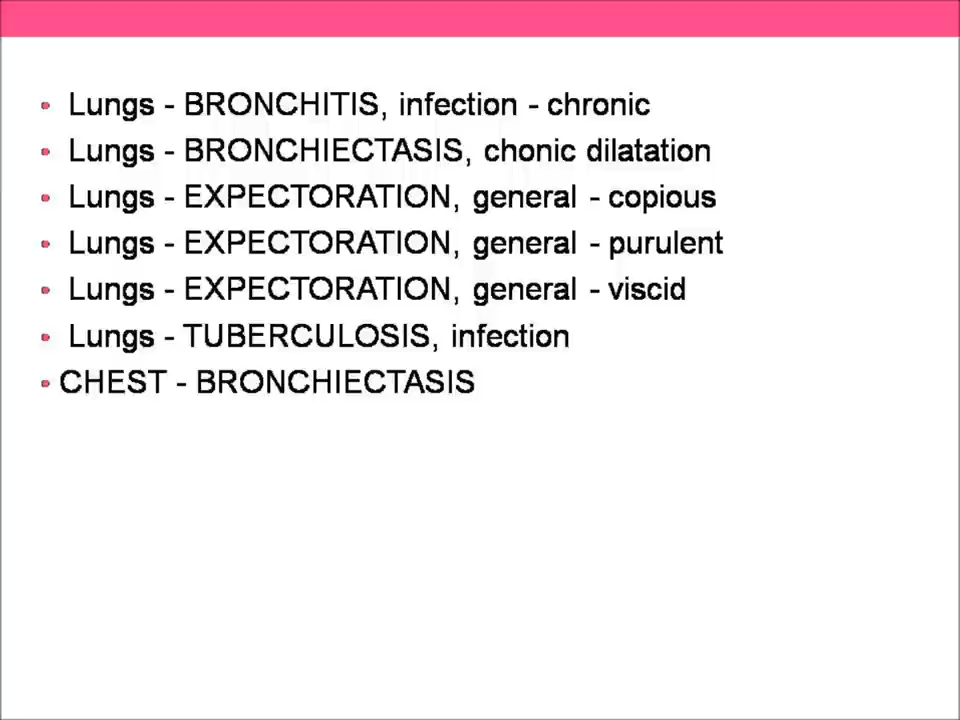 • Lungs - BRONCHITIS, infection - chronic
• Lungs - BRONCHIECTASIS, chonic dilatation
• Lungs - EXPECTORATION, general - copious
• Lungs - EXPECTORATION, general - purulent
• Lungs - EXPECTORATION, general - viscid
• Lungs - TUBERCULOSIS, infection
• CHEST - BRONCHIECTASIS